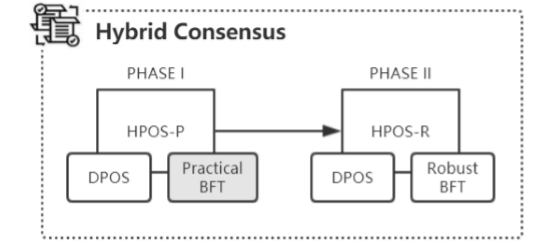 Hybrid Consensus
PHASE I
PHASE II
HPOS-P
HPOS-R
DPOS
Practical
BFT
DPOS
Robust
BFT